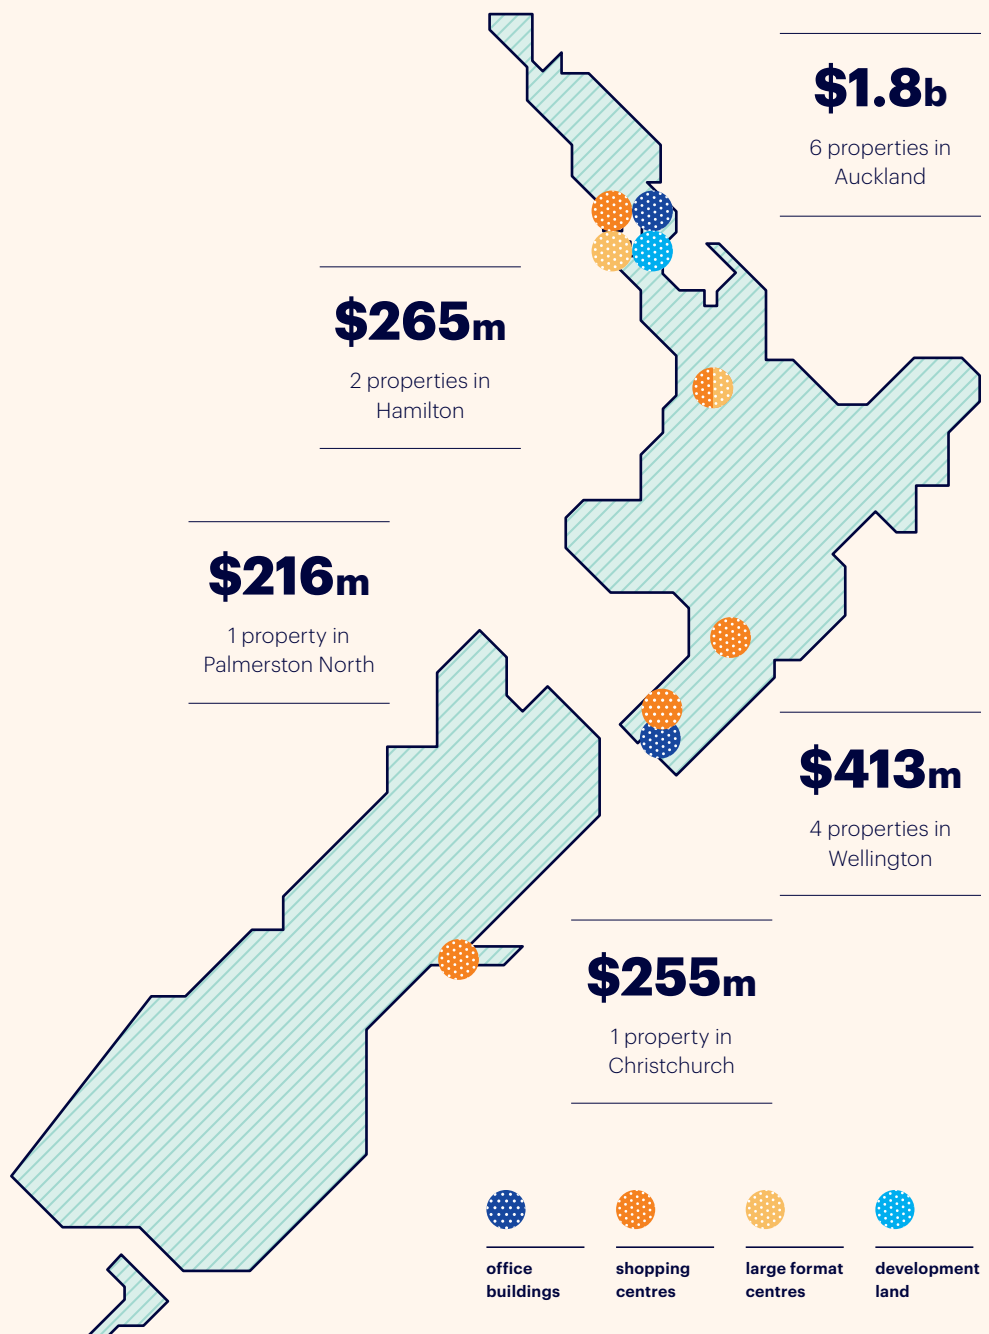 $1.8b
6 properties in
Auckland
$265m
2 properties in
Hamilton
$216m
1 property in
Palmerston North
$413m
4 properties in
Wellington
$255m
1 property in
Christchurch
office
buildings
shopping
centres
large format
centres
development
land